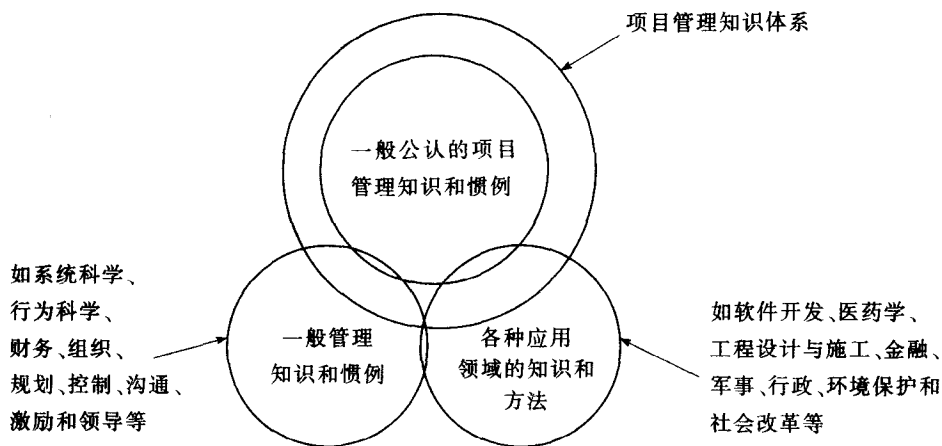 项目管理知识体系
一般公认的项目
管理知识和惯例
如系统科学、
行为科学、
财务、组织、
规划、控制、沟通、
激励和领导等
一般管理
知识和惯例
各种应用
领域的知识和
方法
如软件开发、医药学、
工程设计与施工、金融、
军事、行政、环境保护和
社会改革等